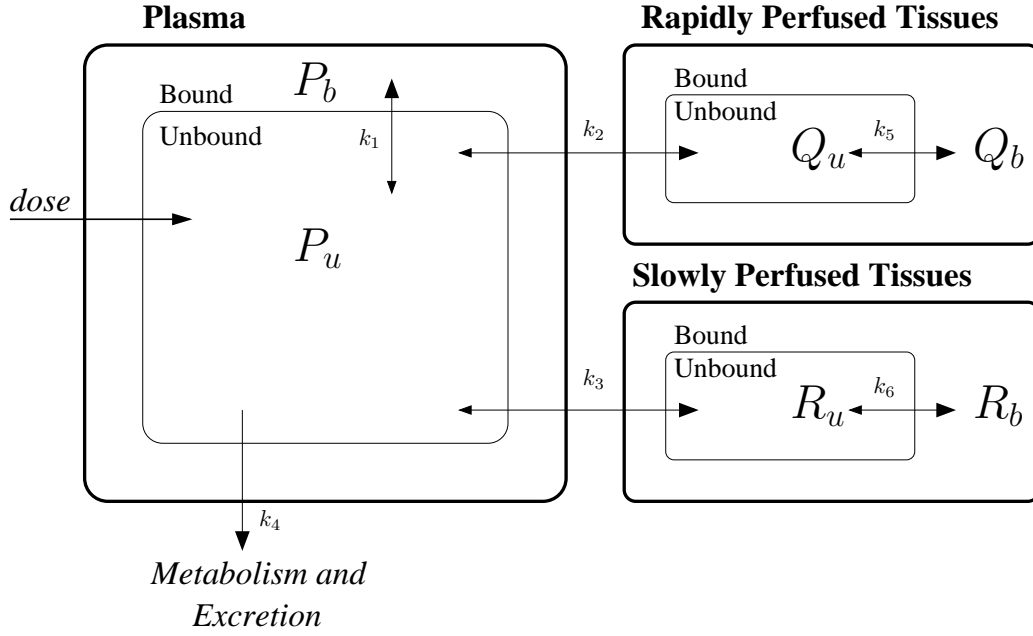 Plasma
Rapidly Perfused Tissues
P_b
Bound
Unbound
k_1
k_2
Bound
Unbound
Q_u
k_5
Q_b
dose
P_u
Slowly Perfused Tissues
k_3
Bound
Unbound
R_u
k_6
R_b
k_4
Metabolism and
Excretion